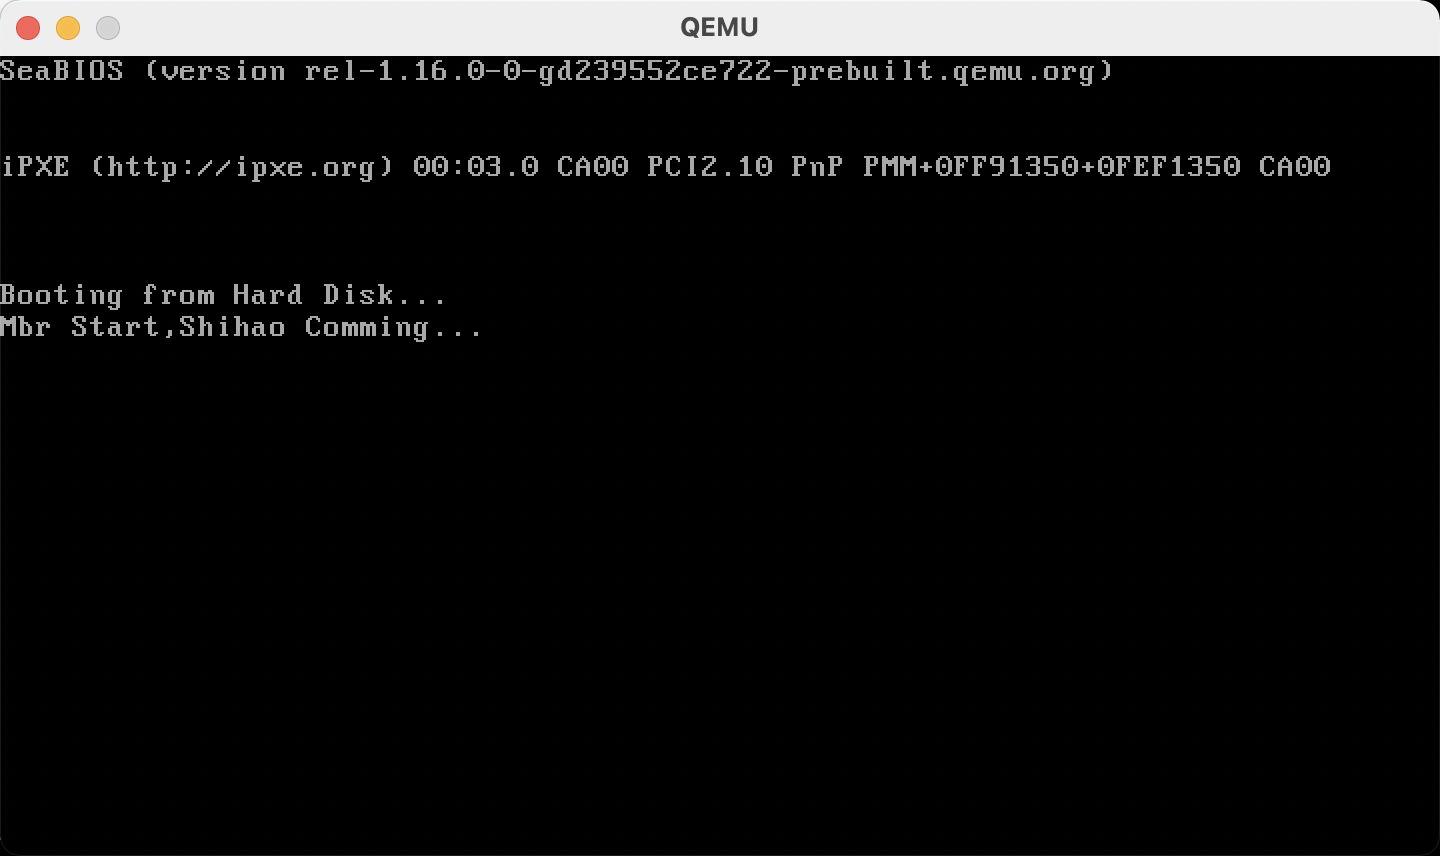 QEMU
SeaBIOS (version rel-1.16.0-0-gd239552ce722-prebuilt.qemu.org)
iPXE (http://ipxe.org) 00:03.0 CA00 PCI2.10 PnP PMM+0FF91350+0FEF1350 CA00
Booting from Hard Disk...
Mbr Start,Shihao Comming...